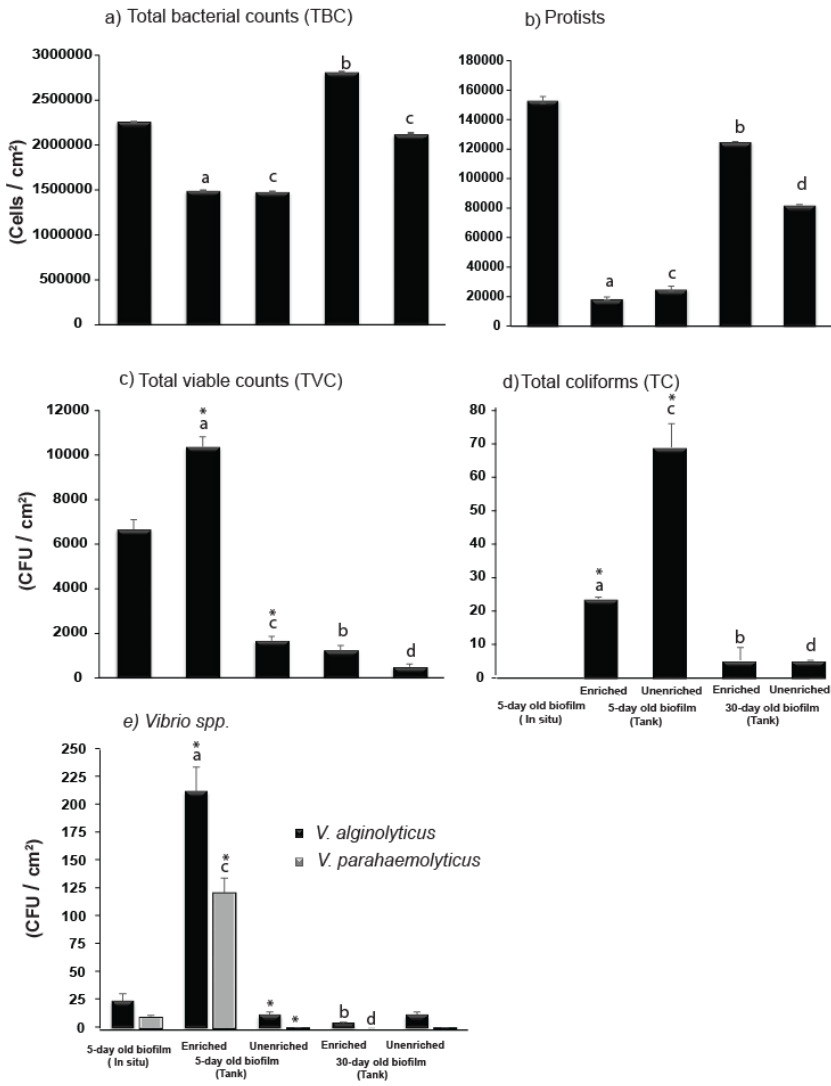 a) Total bacterial counts (TBC)
3000000
2500000
2000000
1500000
1000000
500000
0
(Cells / cm²)
a
c
b
c
b) Protists
180000
160000
140000
120000
100000
80000
60000
40000
20000
0
a
c
b
d
c) Total viable counts (TVC)
12000
10000
8000
6000
4000
2000
0
(CFU / cm²)
*
a
*
c
b
d
d) Total coliforms (TC)
80
70
60
50
40
30
20
10
0
*
a
*
c
b
d
Enriched Unenriched Enriched Unenriched
5-day old biofilm 5-day old biofilm 30-day old biofilm
( In situ) (Tank) (Tank)
e) Vibrio spp.
250
225
200
175
150
125
100
75
50
25
0
(CFU / cm²)
*
a
*
c
*
*
b
d
V. alginolyticus
V. parahaemolyticus
5-day old biofilm Enriched Unenriched Enriched Unenriched
( In situ) 5-day old biofilm 30-day old biofilm
(Tank) (Tank)